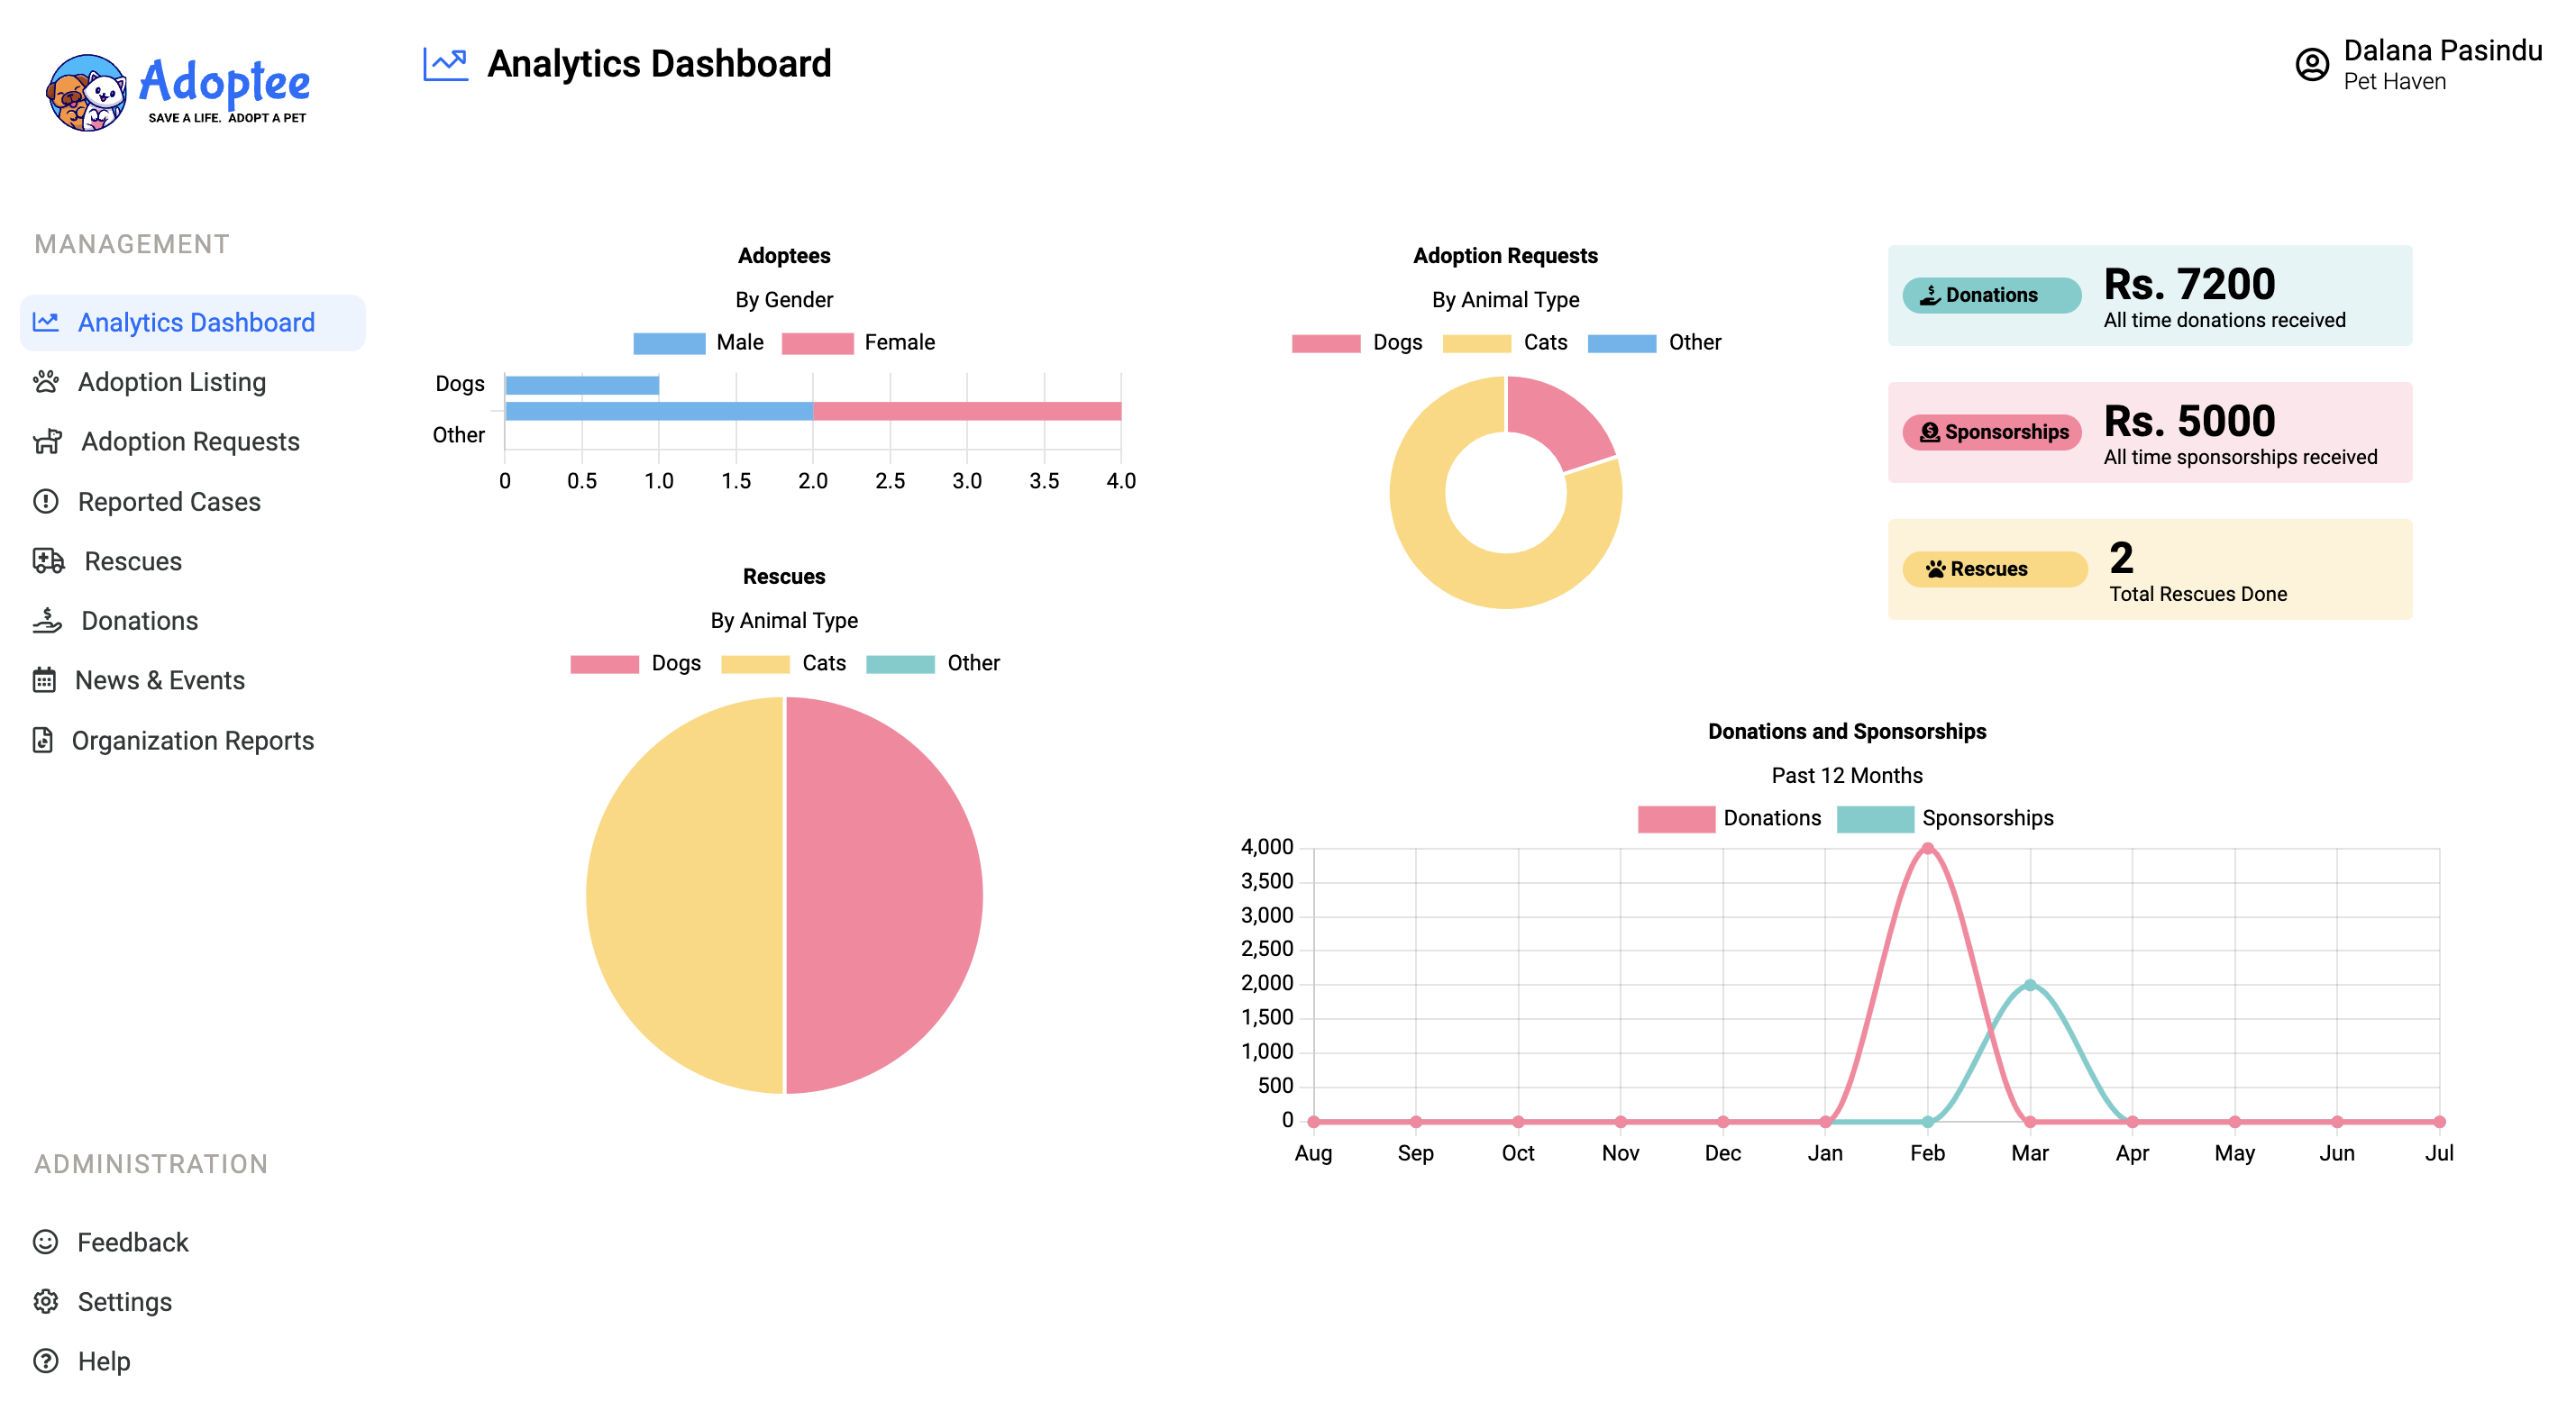 Adoptee
SAVE A LIFE. ADOPT A PET
Analytics Dashboard
Dalana Pasindu
Pet Haven
MANAGEMENT
Analytics Dashboard
Adoption Listing
Adoption Requests
Reported Cases
Rescues
Donations
News & Events
Organization Reports
ADMINISTRATION
Feedback
Settings
Help
Adoptees
By Gender
Male Female
Dogs
Other
0 0.5 1.0 1.5 2.0 2.5 3.0 3.5 4.0
Rescues
By Animal Type
Dogs Cats Other
Adoption Requests
By Animal Type
Dogs Cats Other
Donations
Rs. 7200
All time donations received
Sponsorships
Rs. 5000
All time sponsorships received
Rescues
2
Total Rescues Done
Donations and Sponsorships
Past 12 Months
Donations Sponsorships
4,000
3,500
3,000
2,500
2,000
1,500
1,000
500
0
Aug Sep Oct Nov Dec Jan Feb Mar Apr May Jun Jul